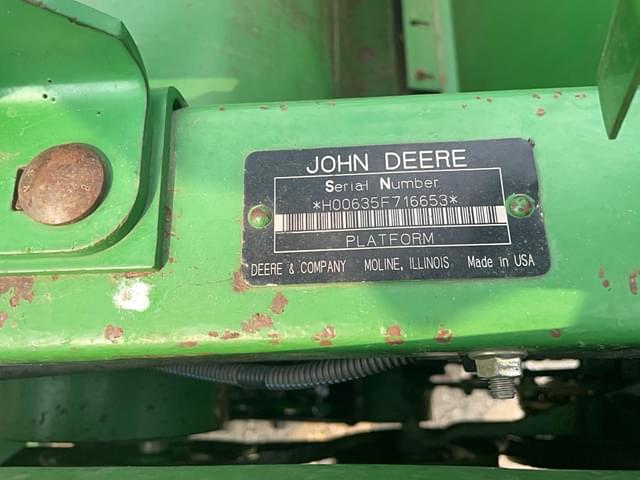 JOHN DEERE
Serial Number
*H00635F716653*
PLATFORM
DEERE & COMPANY MOLINE, ILLINOIS Made in USA